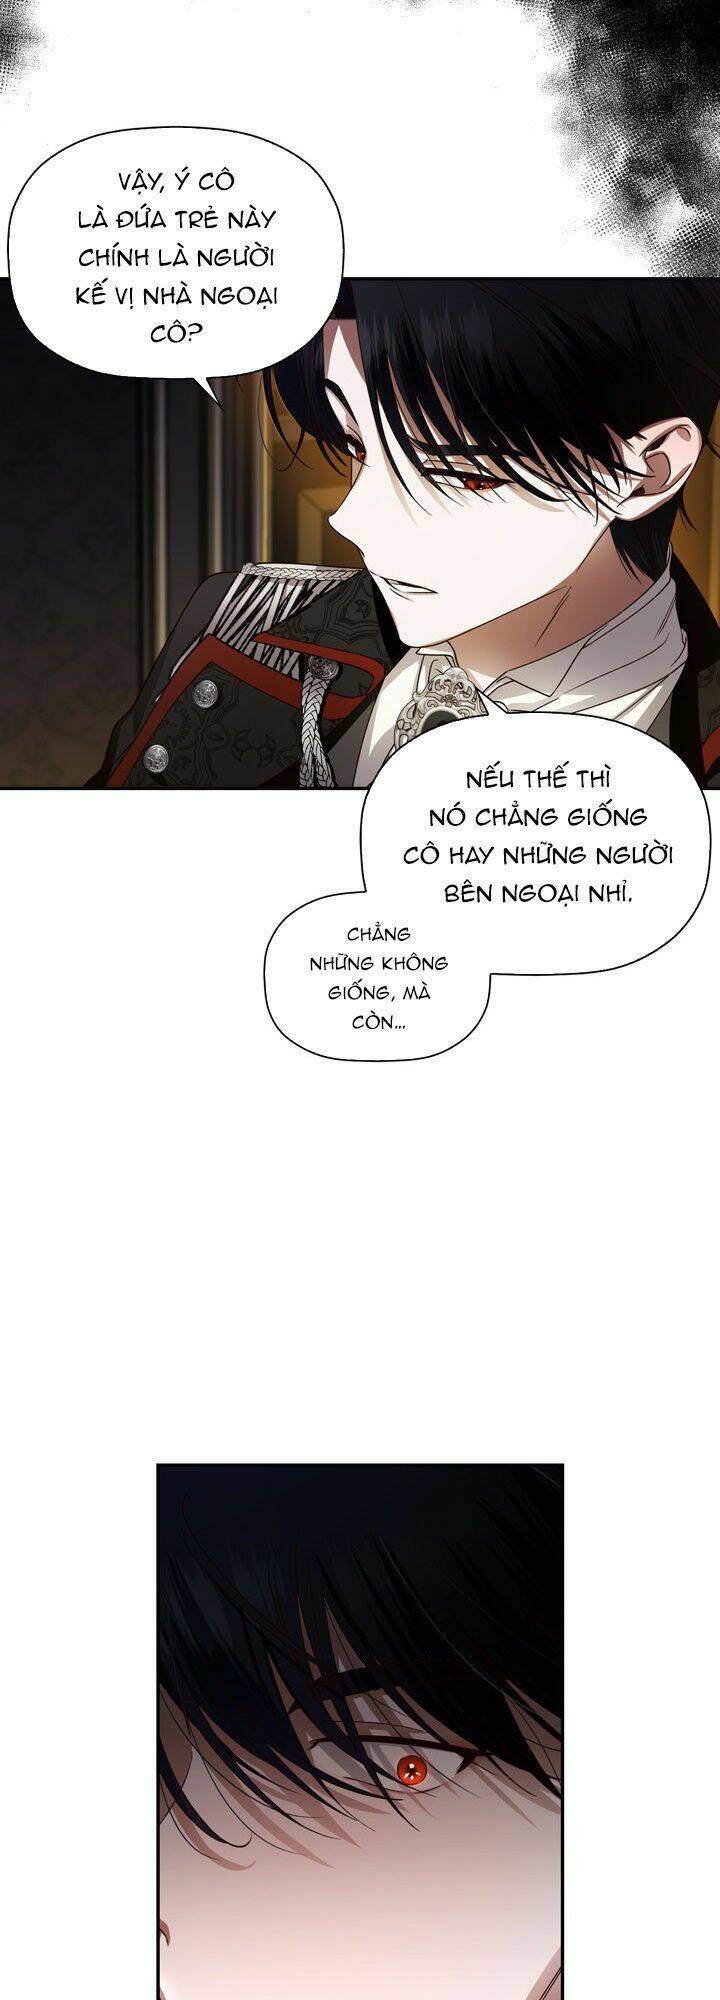 VẬY, Ý CÔ
LÀ ĐỨA TRẺ NÀY
CHÍNH LÀ NGƯỜI
KẾ VỊ NHÀ NGOẠI
CÔ?
NẾU THẾ THÌ
NÓ CHẲNG GIỐNG
CÔ HAY NHỮNG NGƯỜI
BÊN NGOẠI NHỈ.
CHẲNG
NHỮNG KHÔNG
GIỐNG, MÀ
CÒN...